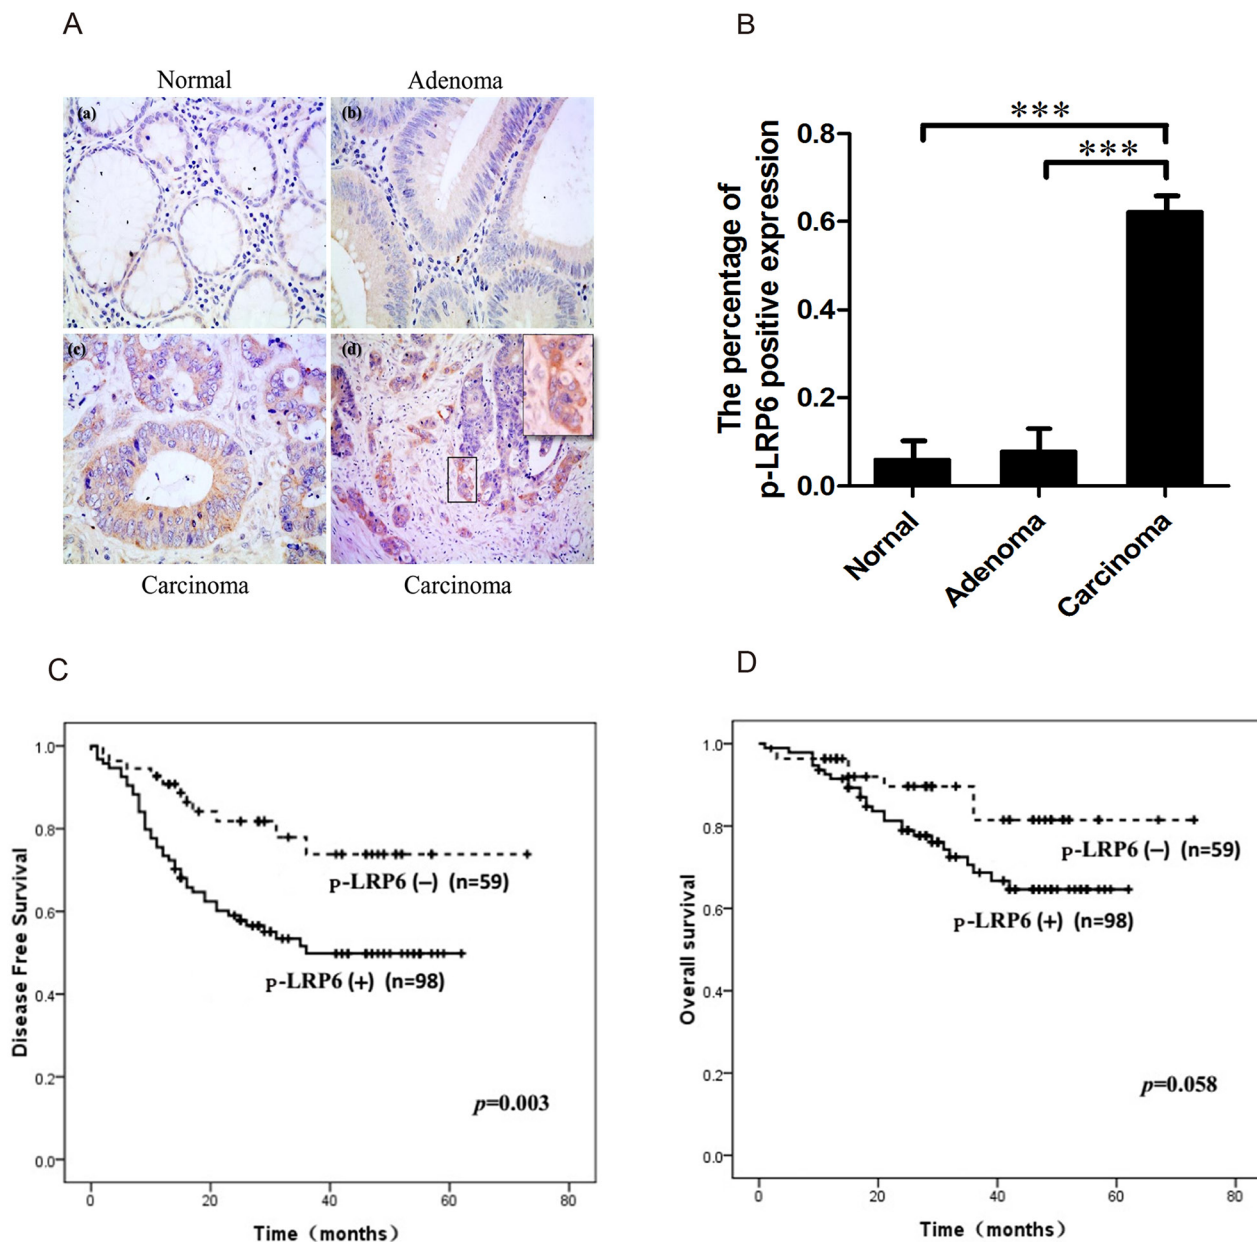 A
Normal
Adenoma
(a)
(b)
(c)
(d)
Carcinoma
Carcinoma
B
The percentage of
p-LRP6 positive expression
0.8
0.6
0.4
0.2
0.0
***
***
Nornal
Adenoma
Carcinoma
C
Disease Free Survival
1.0
0.8
0.6
0.4
0.2
0.0
p-LRP6 (−) (n=59)
p-LRP6 (+) (n=98)
p=0.003
0 20 40 60 80
Time（months）
D
Overall survival
1.0
0.8
0.6
0.4
0.2
0.0
p-LRP6 (−) (n=59)
p-LRP6 (+) (n=98)
p=0.058
0 20 40 60 80
Time（months）